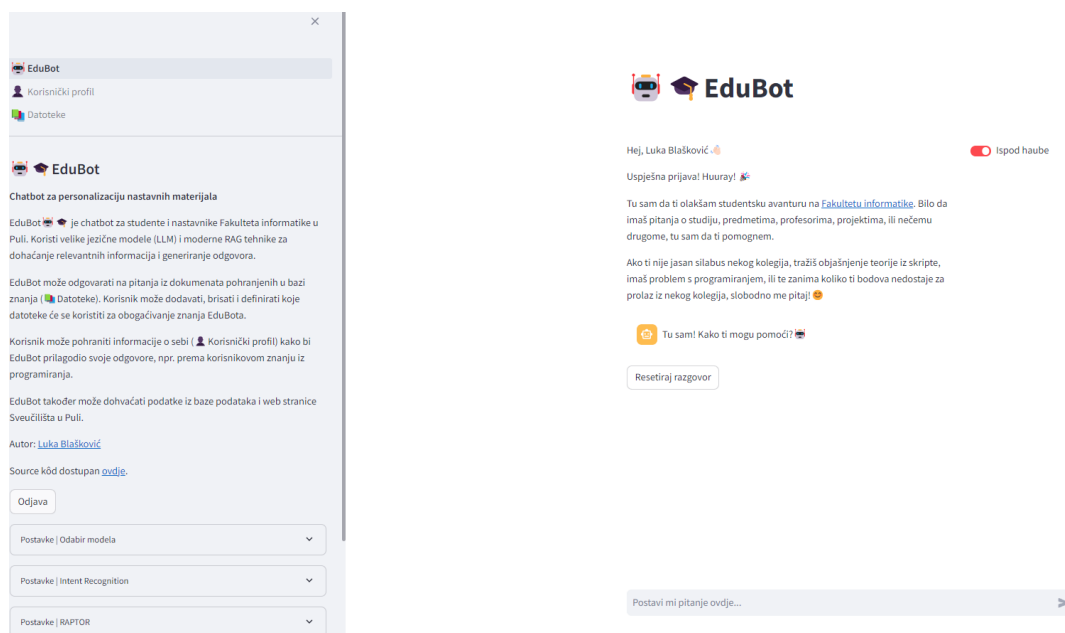 EduBot
Korisnički profil
Datoteke
EduBot
Chatbot za personalizaciju nastavnih materijala
EduBot je chatbot za studente i nastavnike Fakulteta informatike u
Puli. Koristi velike jezične modele (LLM) i moderne RAG tehnike za
dohaćanje relevantnih informacija i generiranje odgovora.
EduBot može odgovarati na pitanja iz dokumenata pohranjenih u bazi
znanja ( Datoteke). Korisnik može dodavati, brisati i definirati koje
datoteke će se koristiti za obogaćivanje znanja EduBota.
Korisnik može pohraniti informacije o sebi ( Korisnički profil) kako bi
EduBot prilagodio svoje odgovore, npr. prema korisnikovom znanju iz
programiranja.
EduBot također može dohvaćati podatke iz baze podataka i web stranice
Sveučilišta u Puli.
Autor: Luka Blašković
Source kôd dostupan ovdje.
Odjava
Postavke | Odabir modela
Postavke | Intent Recognition
Postavke | RAPTOR
EduBot
Hej, Luka Blašković
Ispod haube
Uspješna prijava! Huuray!
Tu sam da ti olakšam studentsku avanturu na Fakultetu informatike. Bilo da
imaš pitanja o studiju, predmetima, profesorima, projektima, ili nečemu
drugome, tu sam da ti pomognem.
Ako ti nije jasan silabus nekog kolegija, tražiš objašnjenje teorije iz skripte,
imaš problem s programiranjem, ili te zanima koliko ti bodova nedostaje za
prolaz iz nekog kolegija, slobodno me pitaj!
Tu sam! Kako ti mogu pomoći?
Resetiraj razgovor
Postavi mi pitanje ovdje...